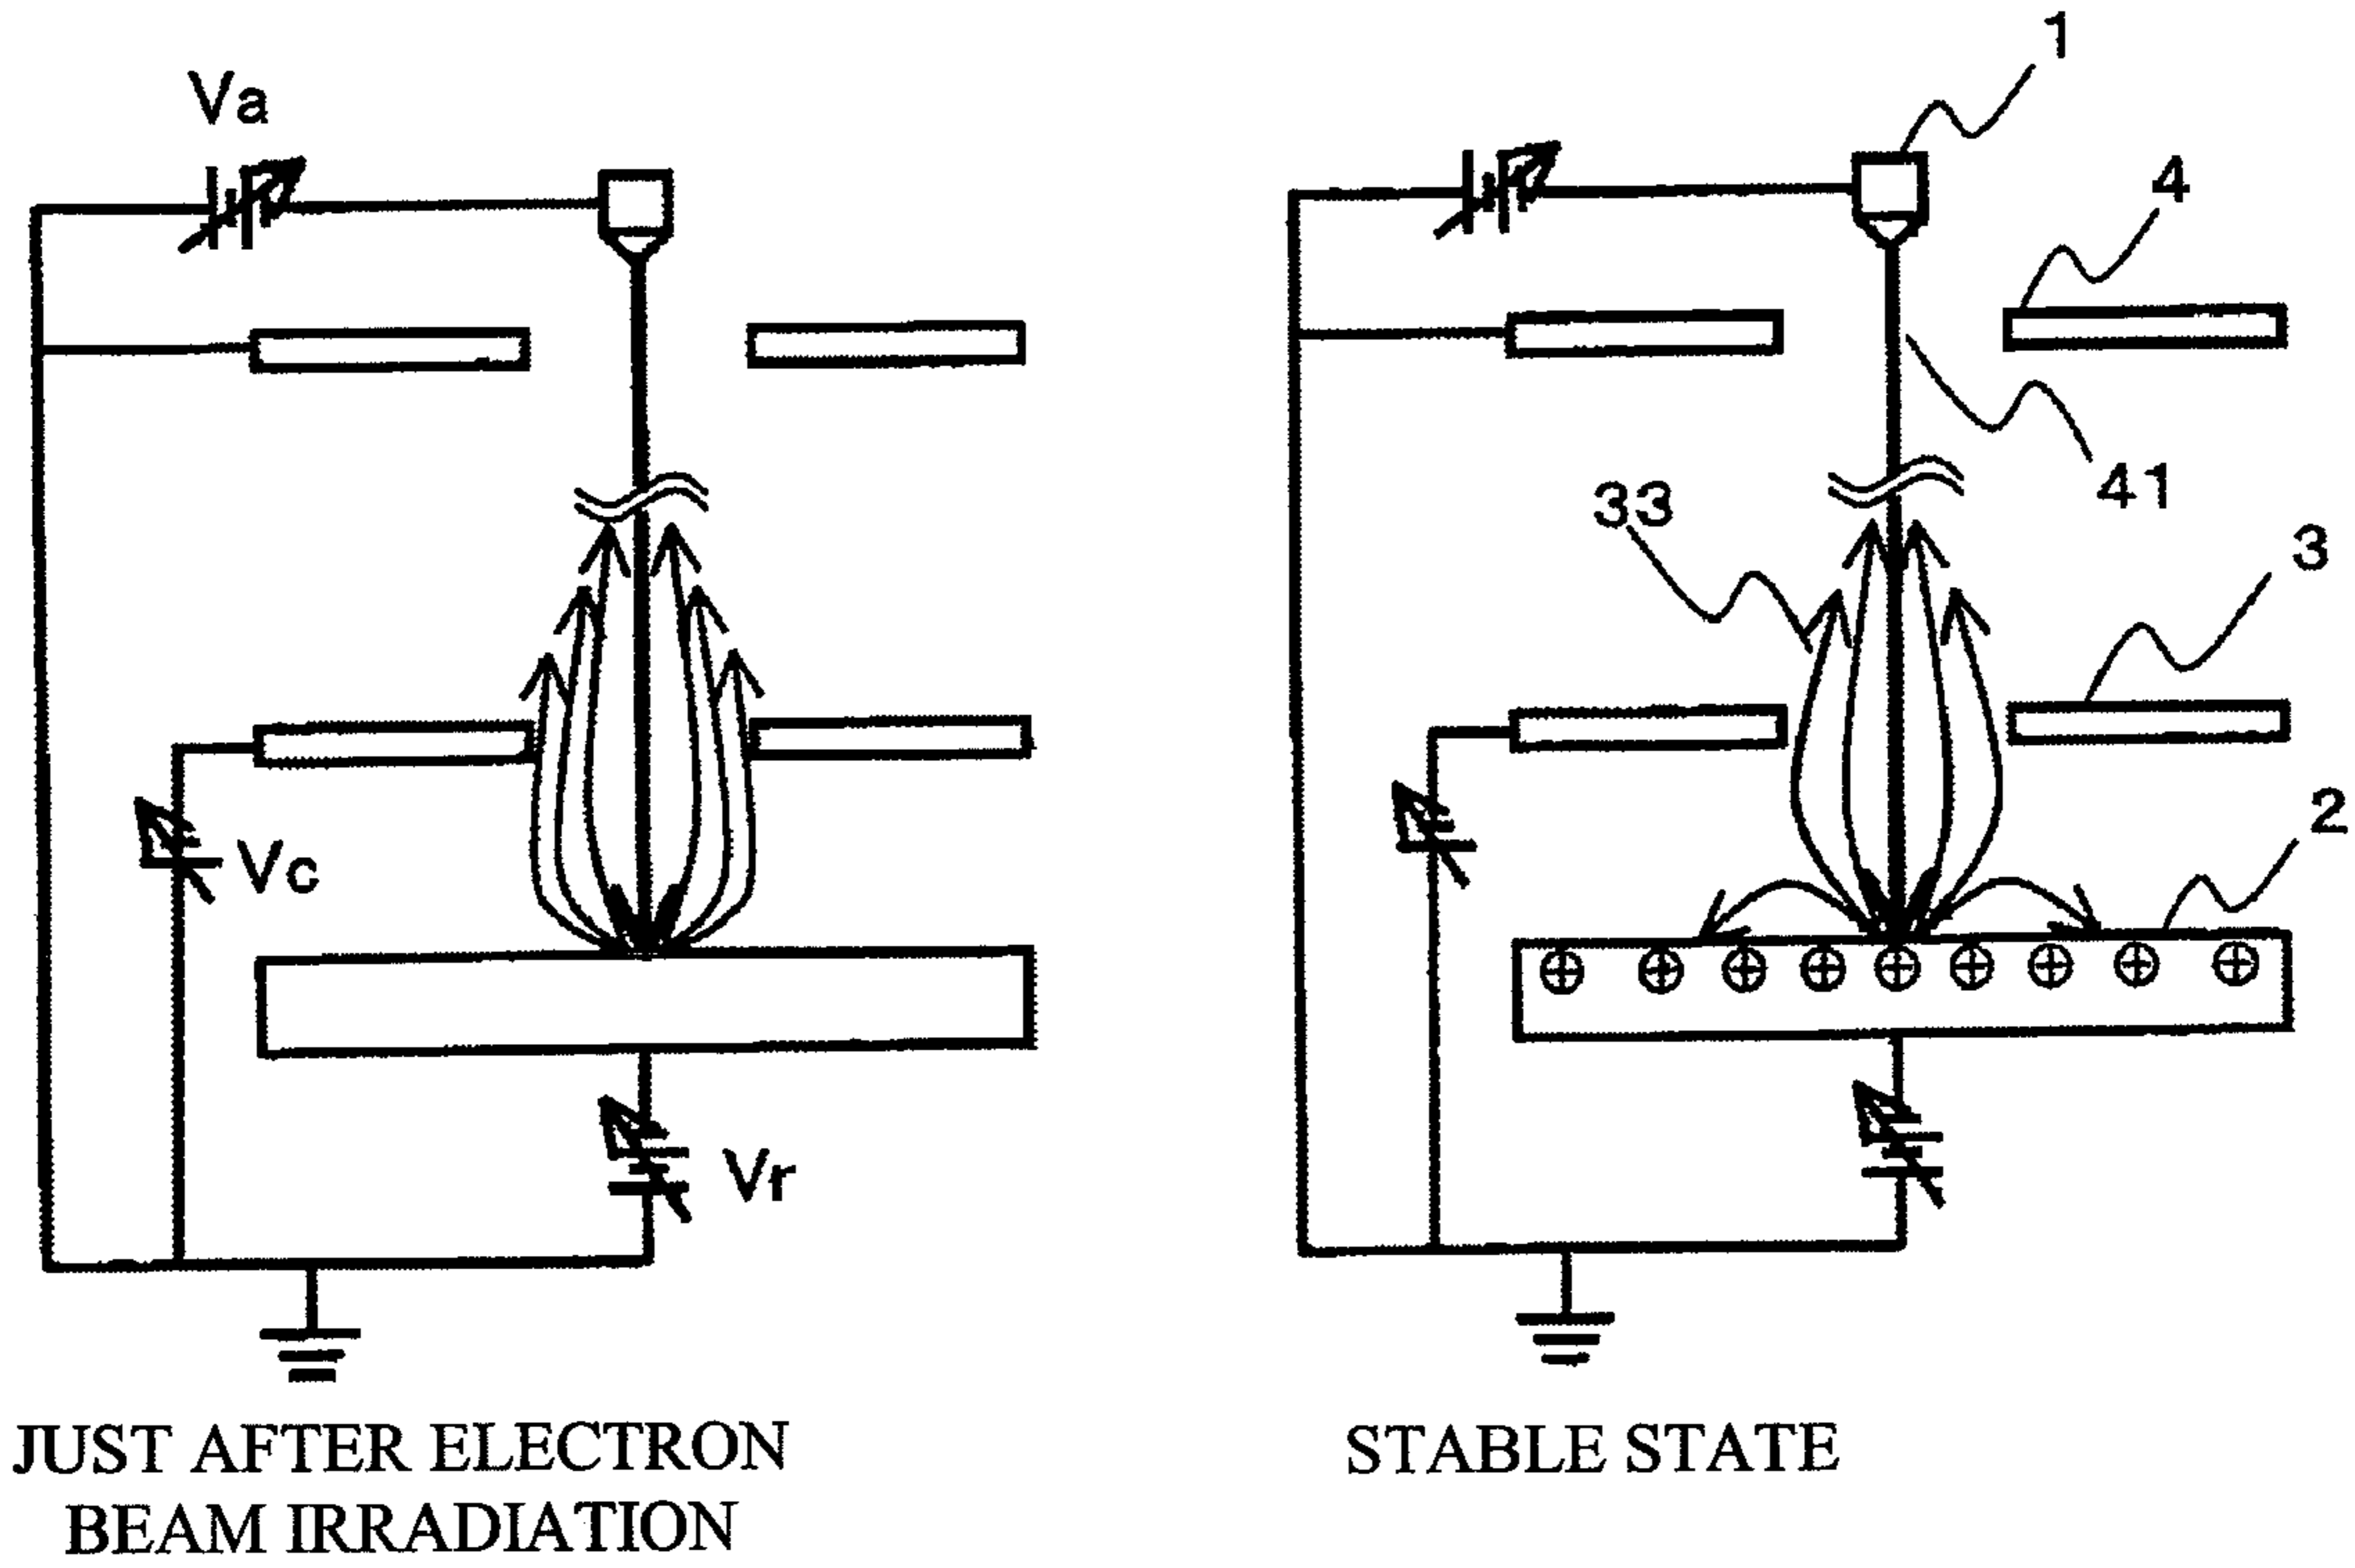 Va
Vc
Vr
JUST AFTER ELECTRON
BEAM IRRADIATION
1
4
41
33
3
2
STABLE STATE